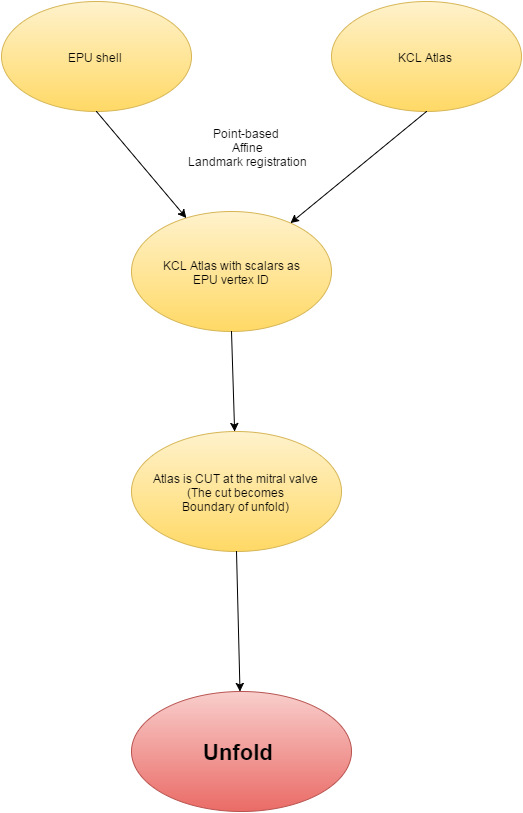 EPU shell
KCL Atlas
Point-based
Affine
Landmark registration
KCL Atlas with scalars as
EPU vertex ID
Atlas is CUT at the mitral valve
(The cut becomes
Boundary of unfold)
Unfold